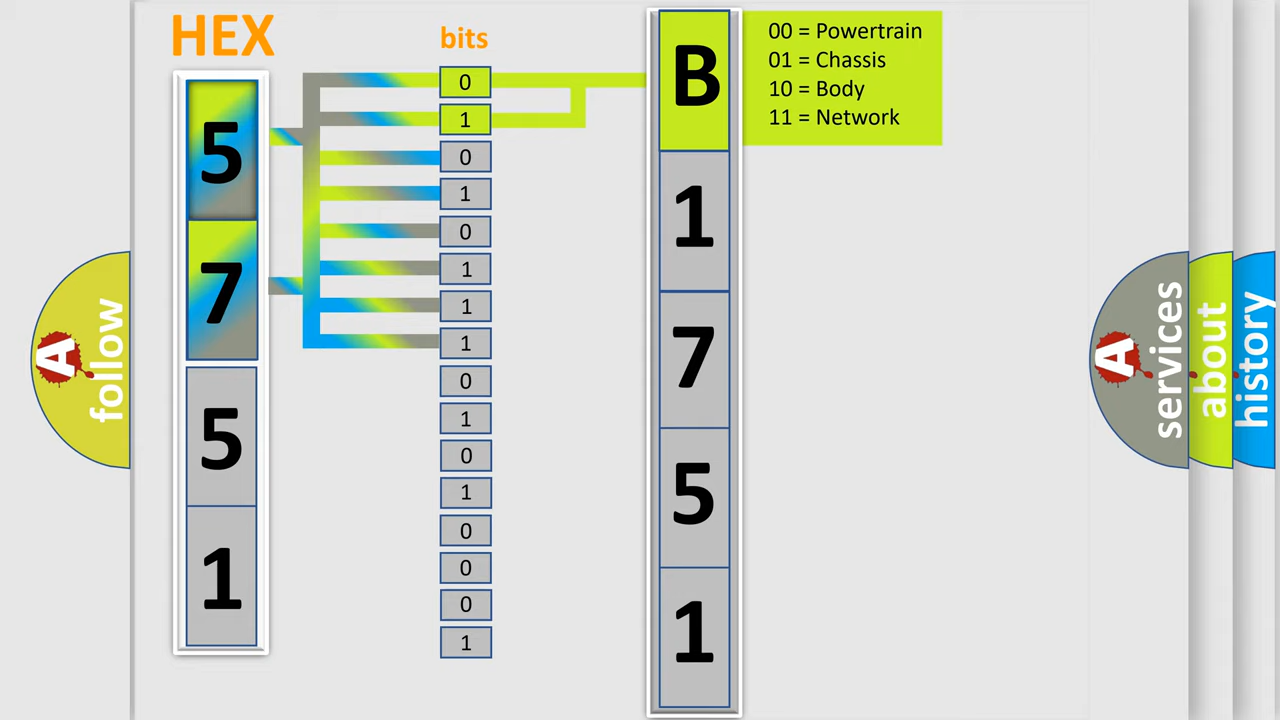 HEX
bits
5
7
5
1
0
1
0
1
0
1
1
1
0
1
0
1
0
0
0
1
B
1
7
5
1
00 = Powertrain
01 = Chassis
10 = Body
11 = Network
A follow
A services
about
history